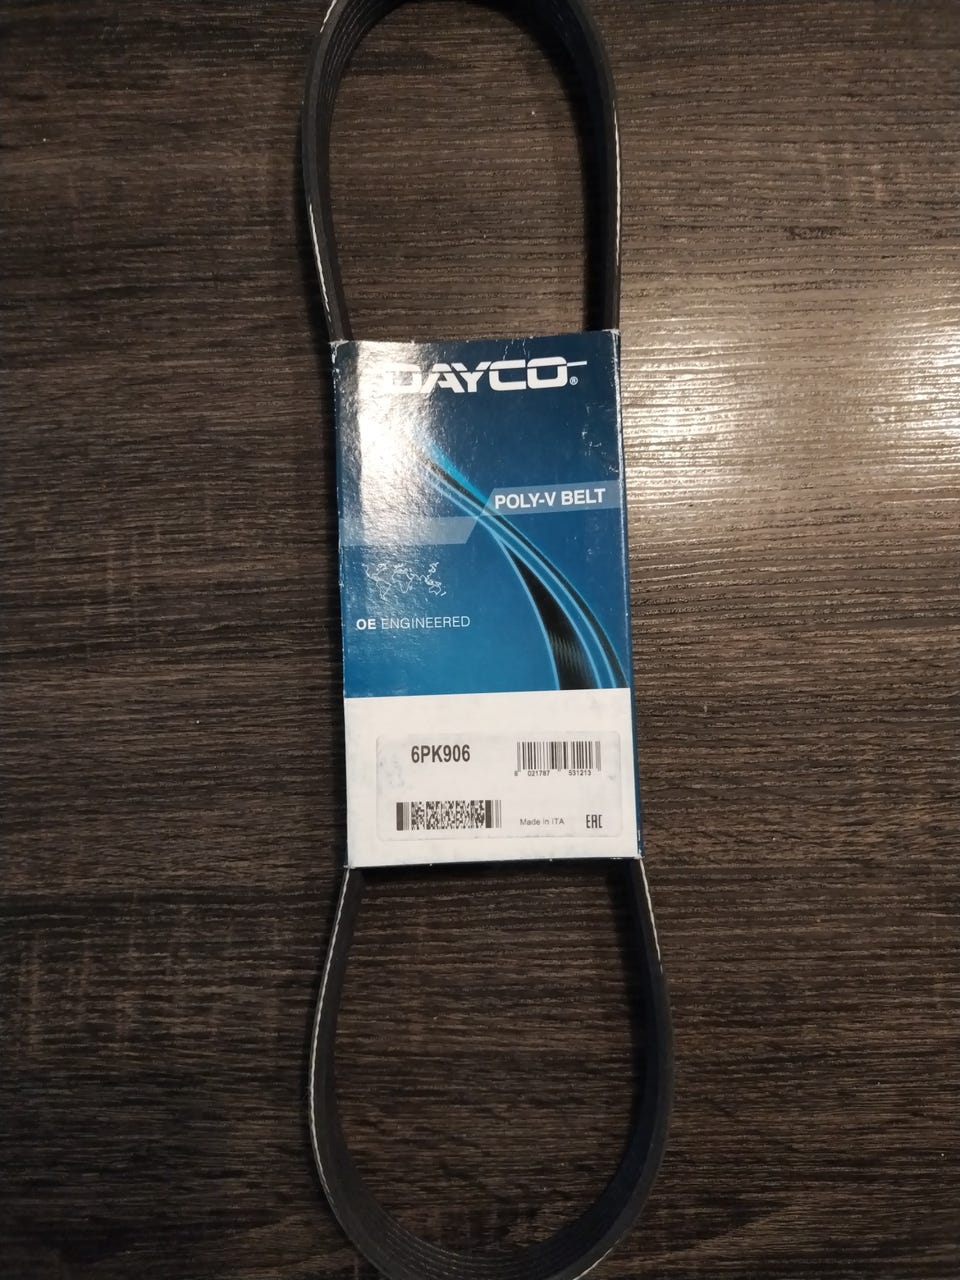 DAYCO®
POLY-V BELT
OE ENGINEERED
6PK906
8 021787 531213
Made in ITA
EAC